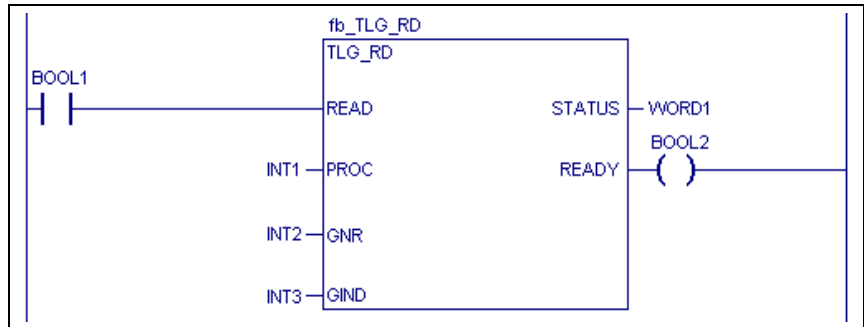 fb_TLG_RD
TLG_RD
BOOL1
READ STATUS WORD1
BOOL2
INT1 PROC READY
INT2 GNR
INT3 GIND